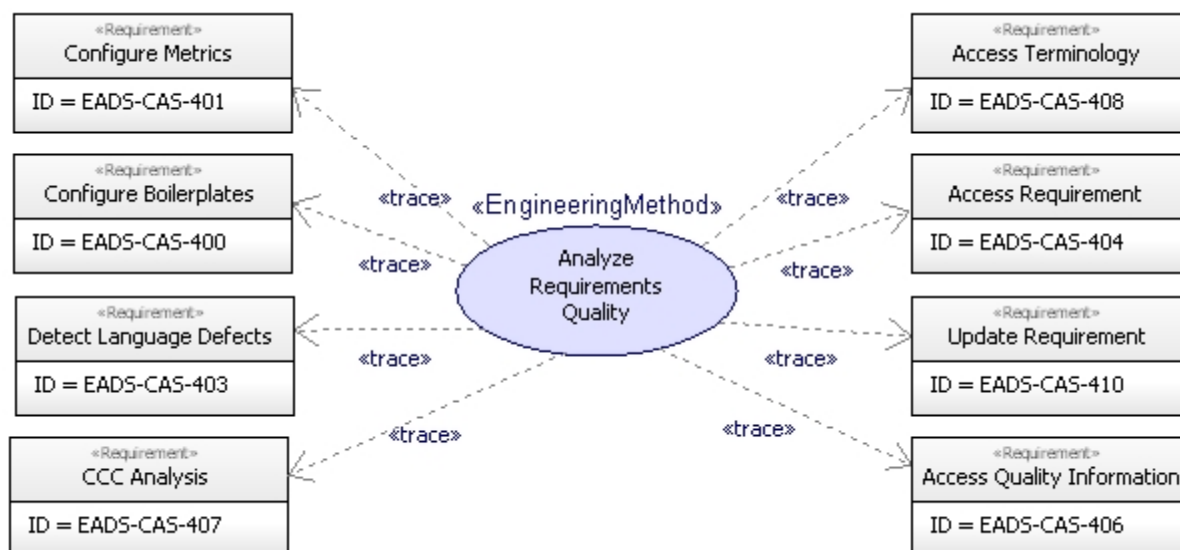 «Requirement»
Configure Metrics
ID = EADS-CAS-401
«Requirement»
Configure Boilerplates
ID = EADS-CAS-400
«Requirement»
Detect Language Defects
ID = EADS-CAS-403
«Requirement»
CCC Analysis
ID = EADS-CAS-407
«trace»
«trace»
«trace»
«trace»
«EngineeringMethod»
Analyze
Requirements
Quality
«trace»
«trace»
«trace»
«trace»
«Requirement»
Access Terminology
ID = EADS-CAS-408
«Requirement»
Access Requirement
ID = EADS-CAS-404
«Requirement»
Update Requirement
ID = EADS-CAS-410
«Requirement»
Access Quality Information
ID = EADS-CAS-406